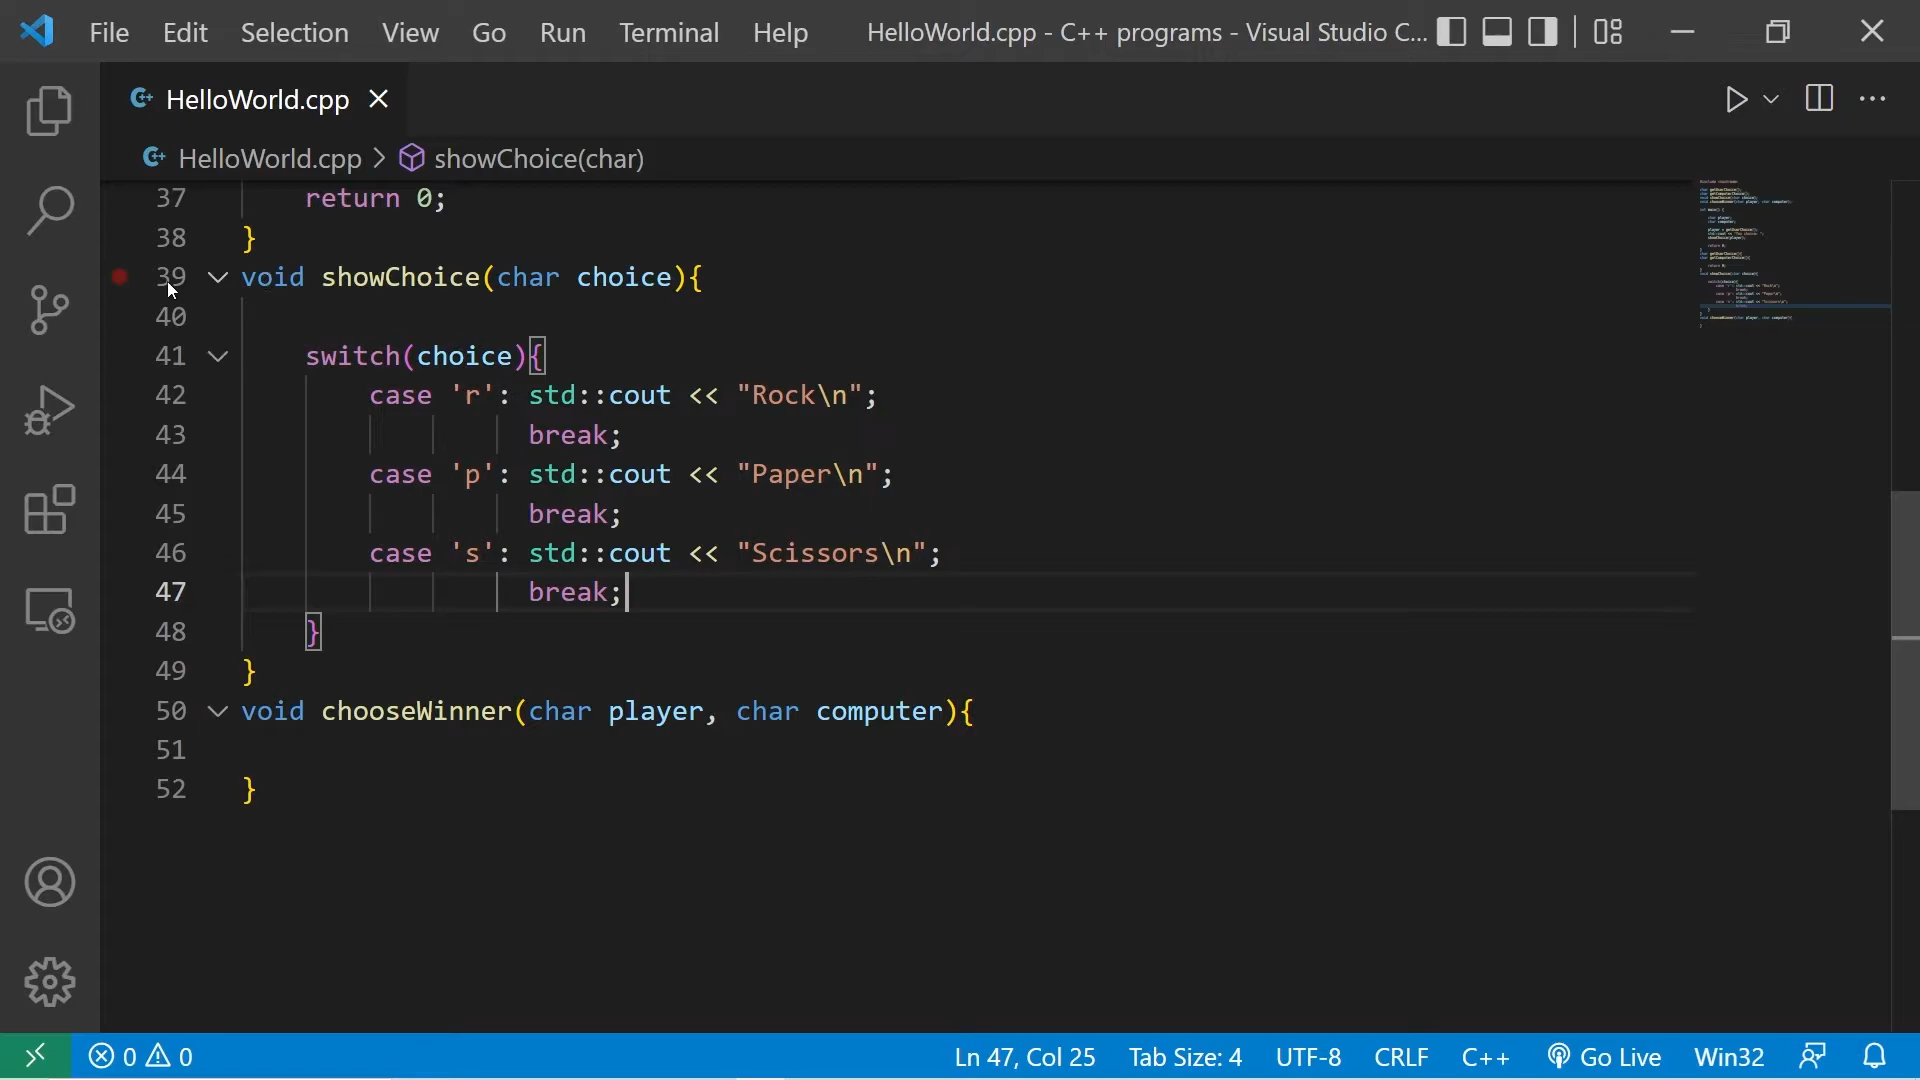 File Edit Selection View Go Run Terminal Help HelloWorld.cpp - C++ programs - Visual Studio C...
HelloWorld.cpp
HelloWorld.cpp > showChoice(char)
37 return 0;
38 }
39 void showChoice(char choice){
40
41 switch(choice){
42 case 'r': std::cout << "Rock\n";
43 break;
44 case 'p': std::cout << "Paper\n";
45 break;
46 case 's': std::cout << "Scissors\n";
47 break;
48 }
49 }
50 void chooseWinner(char player, char computer){
51
52 }
0 0 Ln 47, Col 25 Tab Size: 4 UTF-8 CRLF C++ Go Live Win32